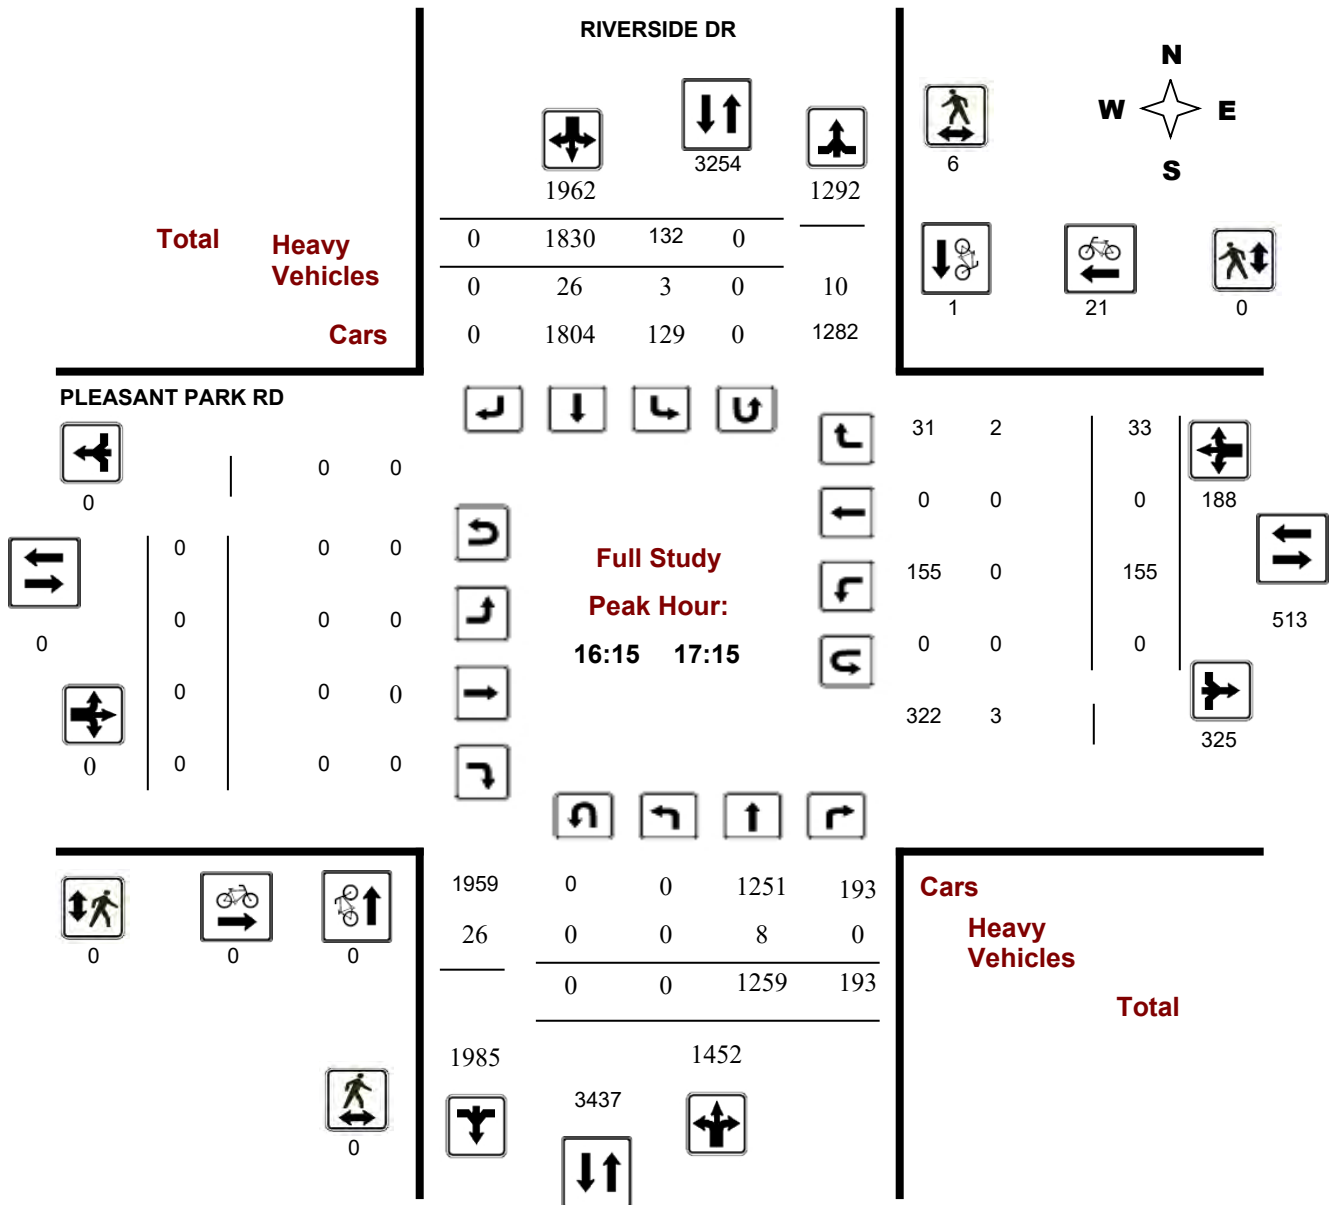 RIVERSIDE DR
N
W E
S
3254
6
1962 1292
0 1830 132 0
Total Heavy
Vehicles
0 26 3 0 10
1 21 0
Cars 0 1804 129 0 1282
PLEASANT PARK RD
31 2 33
0 0
0 0 0 0 188
0 0 0
Full Study
155 0 155
Peak Hour:
0 0 0 513
0 16:15 17:15 0 0 0
0 0 0
322 3
325
0 0 0 0
1959 0 0 1251 193 Cars
26 0 0 8 0 Heavy
Vehicles
0 0 0
0 0 1259 193
Total
1985 1452
3437
0